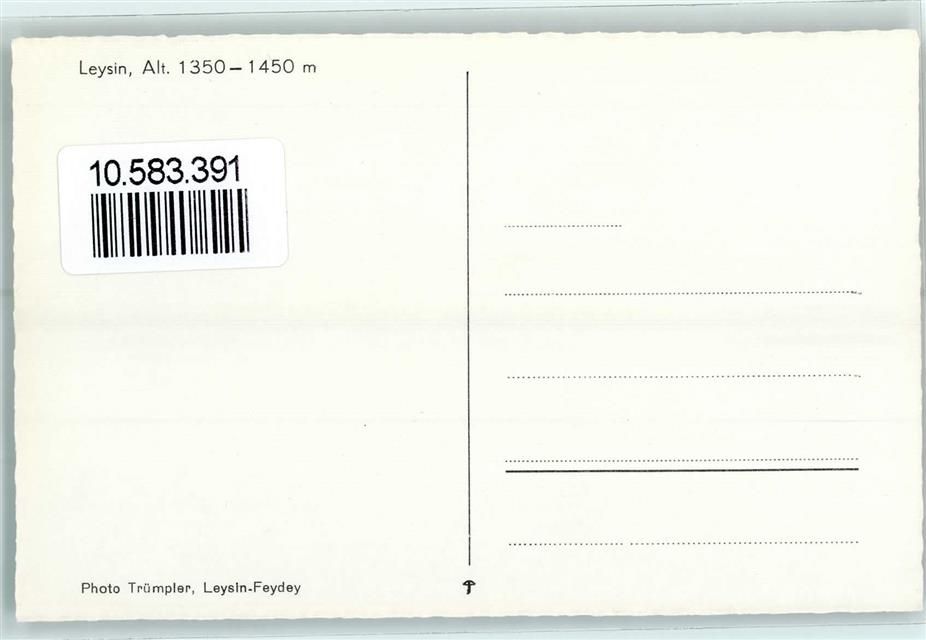 Leysin, Alt. 1350 – 1450 m
10.583.391
Photo Trümpler, Leysin-Feydey